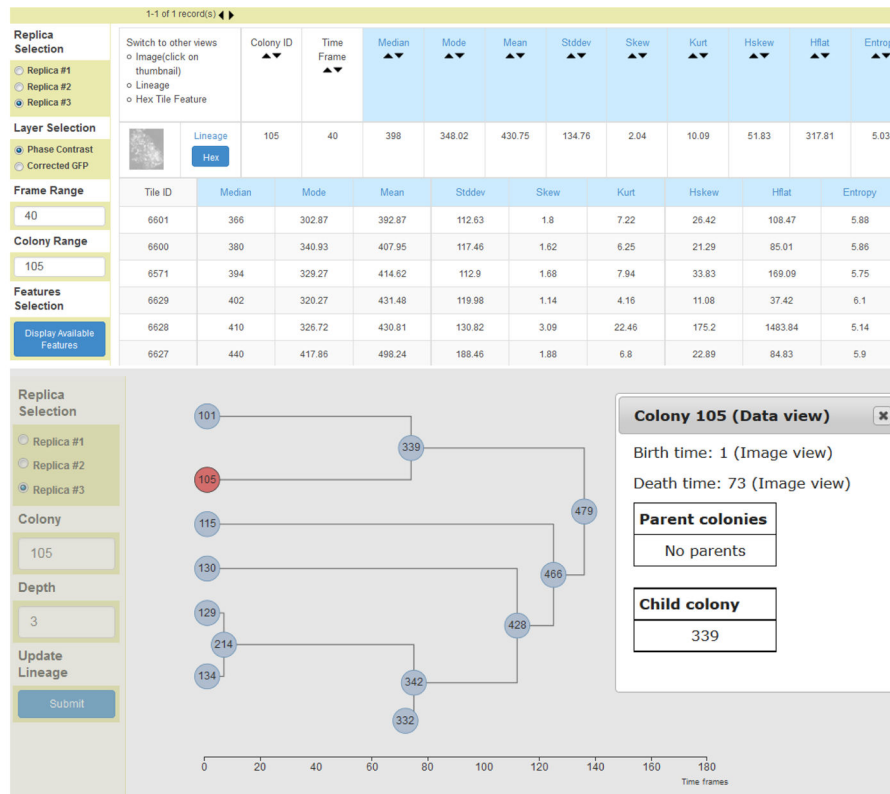 1-1 of 1 record(s)
Replica Selection
Replica #1
Replica #2
Replica #3
Layer Selection
Phase Contrast
Corrected GFP
Frame Range
40
Colony Range
105
Features Selection
Display Available Features
Switch to other views
Image(click on thumbnail)
Lineage
Hex Tile Feature
Colony ID Time Frame Median Mode Mean Stddev Skew Kurt Hskew Hflat
Lineage Hex 105 40 398 348.02 430.75 134.76 2.04 10.09 51.83 317.81 5.03
Tile ID Median Mode Mean Stddev Skew Kurt Hskew Hflat Entropy
6601 366 302.87 392.87 112.63 1.8 7.22 26.42 108.47 5.88
6600 380 340.93 407.95 117.46 1.62 6.25 21.29 85.01 5.86
6571 394 329.27 414.62 112.9 1.68 7.94 33.83 169.09 5.75
6629 402 320.27 431.48 119.98 1.14 4.16 11.08 37.42 6.1
6628 410 326.72 430.81 130.82 3.09 22.46 175.2 1483.84 5.14
6627 440 417.86 498.24 188.46 1.88 6.8 22.89 84.83 5.9
Replica Selection
Replica #1
Replica #2
Replica #3
Colony
105
Depth
3
Update Lineage
Submit
101
339
105
479
115
466
130
428
129
214
134
342
332
0 20 40 60 80 100 120 140 160 180
Time frames
Colony 105 (Data view)
Birth time: 1 (Image view)
Death time: 73 (Image view)
Parent colonies
No parents
Child colony
339